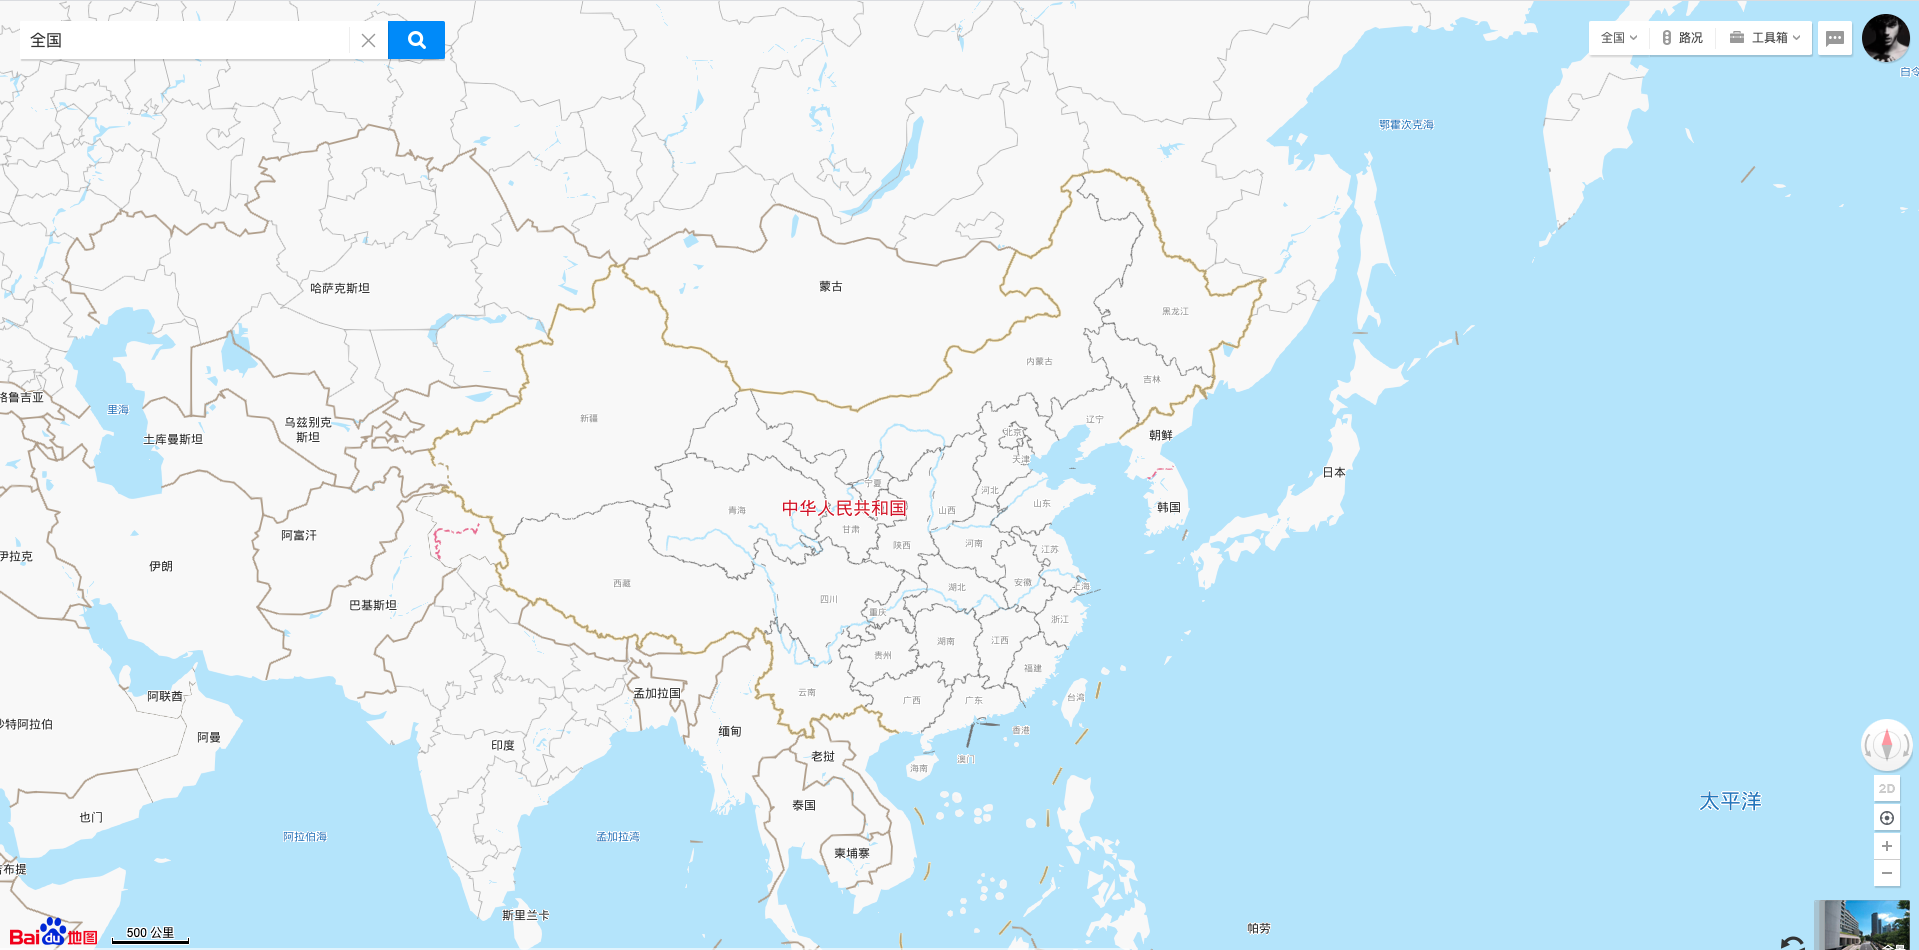 全国
全国
路况
工具箱
白令
鄂霍次克海
哈萨克斯坦
蒙古
黑龙江
内蒙古
吉林
格鲁吉亚
里海
乌兹别克
斯坦
土库曼斯坦
新疆
辽宁
朝鲜
北京
天津
日本
宁夏
河北
山东
青海
中华人民共和国
山西
韩国
甘肃
阿富汗
陕西
河南
江苏
伊拉克
伊朗
西藏
湖北
安徽
上海
四川
巴基斯坦
重庆
浙江
湖南
江西
贵州
福建
孟加拉国
阿联酋
云南
广西
广东
台湾
沙特阿拉伯
缅甸
香港
阿曼
印度
老挝
澳门
海南
2D
太平洋
泰国
也门
阿拉伯海
孟加拉湾
柬埔寨
吉布提
斯里兰卡
帕劳
Bai du 地图
500 公里